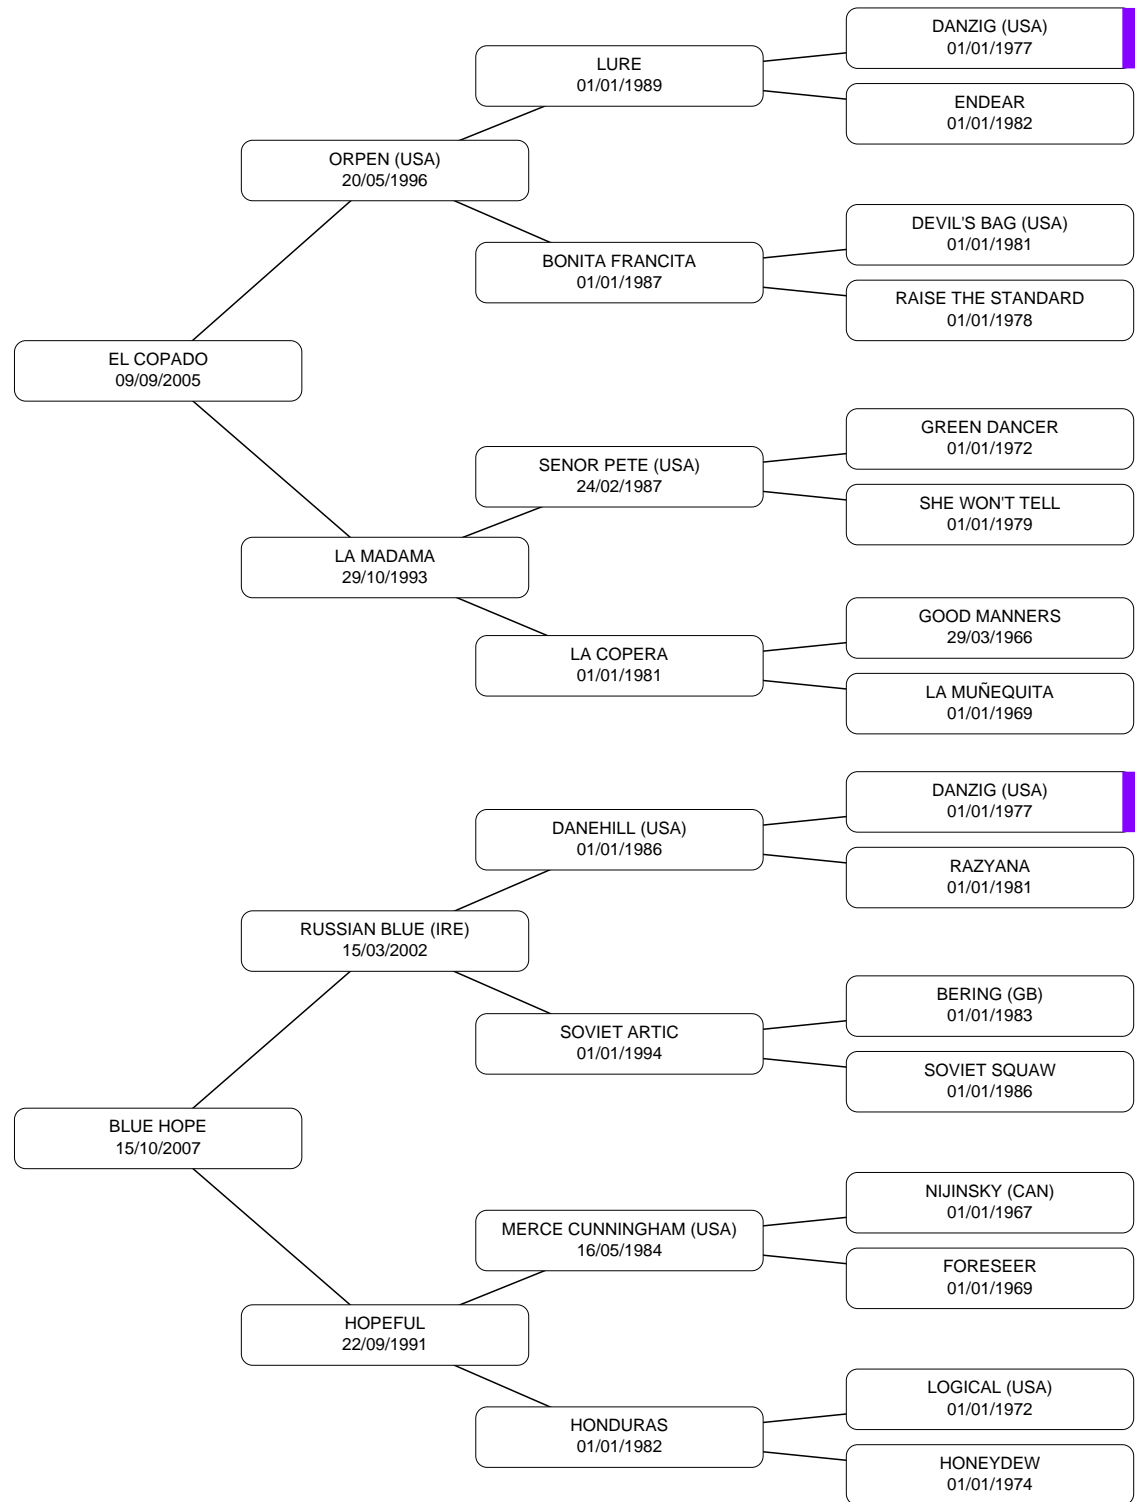 DANZIG (USA)
01/01/1977
LURE
01/01/1989
ENDEAR
01/01/1982
ORPEN (USA)
20/05/1996
DEVIL'S BAG (USA)
01/01/1981
BONITA FRANCITA
01/01/1987
RAISE THE STANDARD
01/01/1978
EL COPADO
09/09/2005
GREEN DANCER
01/01/1972
SENOR PETE (USA)
24/02/1987
SHE WON'T TELL
01/01/1979
LA MADAMA
29/10/1993
GOOD MANNERS
29/03/1966
LA COPERA
01/01/1981
LA MUÑEQUITA
01/01/1969
DANZIG (USA)
01/01/1977
DANEHILL (USA)
01/01/1986
RAZYANA
01/01/1981
RUSSIAN BLUE (IRE)
15/03/2002
BERING (GB)
01/01/1983
SOVIET ARTIC
01/01/1994
SOVIET SQUAW
01/01/1986
BLUE HOPE
15/10/2007
NIJINSKY (CAN)
01/01/1967
MERCE CUNNINGHAM (USA)
16/05/1984
FORESEER
01/01/1969
HOPEFUL
22/09/1991
LOGICAL (USA)
01/01/1972
HONDURAS
01/01/1982
HONEYDEW
01/01/1974